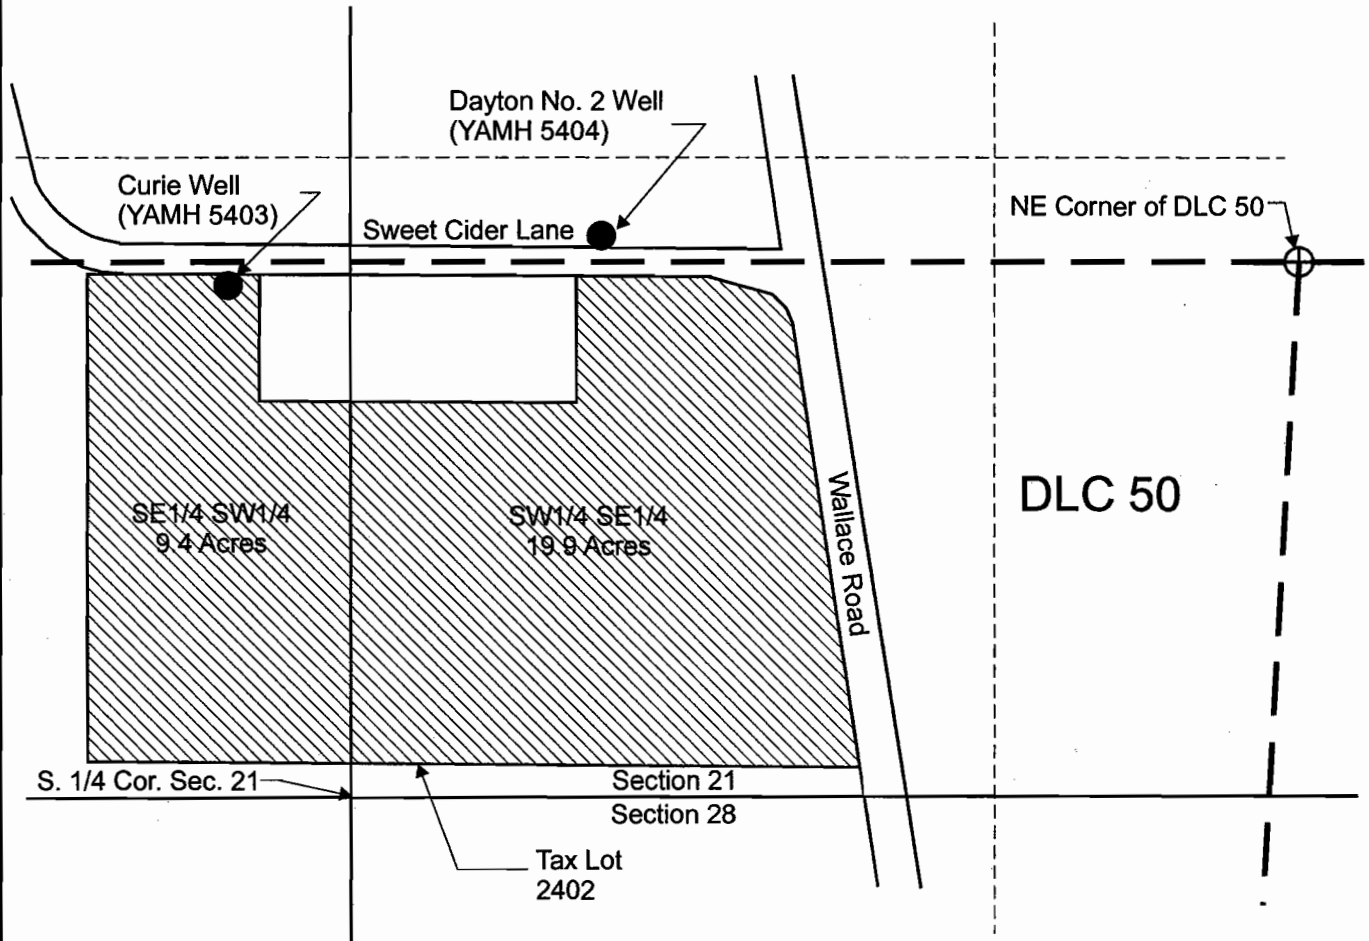 Dayton No. 2 Well
(YAMH 5404)
Curie Well
(YAMH 5403)
NE Corner of DLC 50
Sweet Cider Lane
DLC 50
Wallace Road
SE1/4 SW1/4
9.4 Acres
SW1/4 SE1/4
19.9 Acres
S. 1/4 Cor. Sec. 21
Section 21
Section 28
Tax Lot
2402